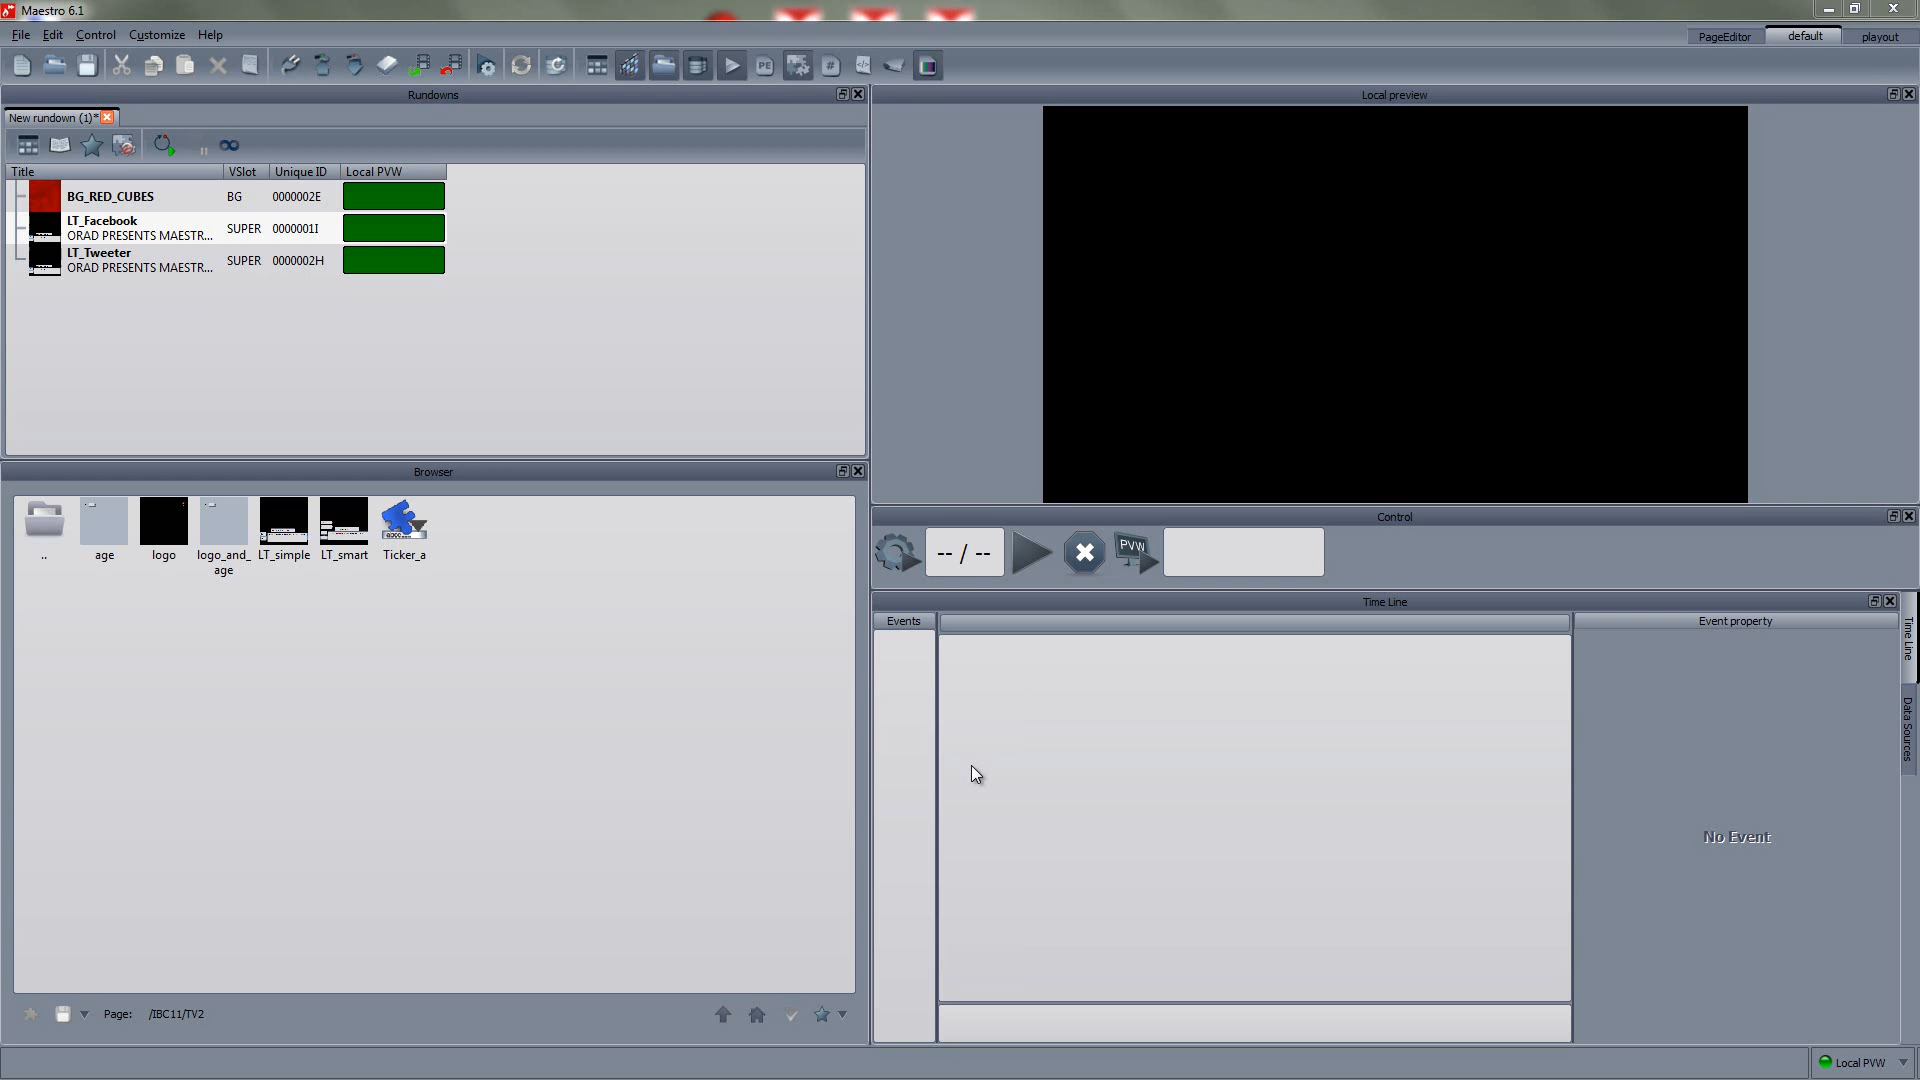 Maestro 6.1
File Edit Control Customize Help
PageEditor default playout
PE # </>
Rundowns
New rundown (1)*
Title VSlot Unique ID Local PVW
BG_RED_CUBES BG 0000002E
LT_Facebook
ORAD PRESENTS MAESTR... SUPER 0000001I
LT_Tweeter
ORAD PRESENTS MAESTR... SUPER 0000002H
Browser
.. age logo logo_and_
age LT_simple LT_smart Ticker_a
Page: /IBC11/TV2
Local preview
Control
-- / --
PVW
Time Line
Events
Event property
No Event
Time Line
Data Sources
Local PVW